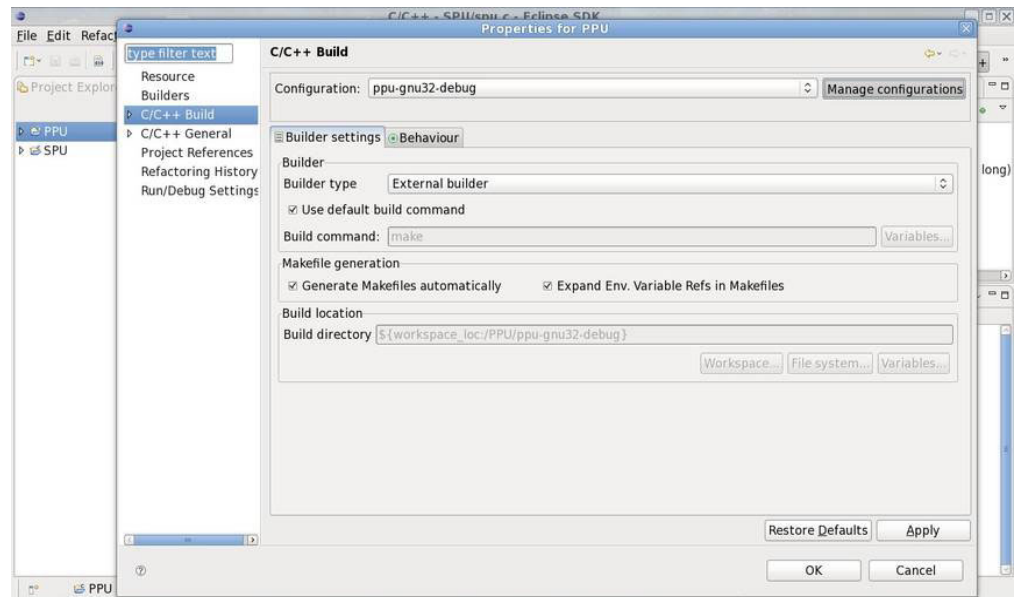 C/C++ - SPU/spu.c - Eclipse SDK
Properties for PPU
File Edit Refac
type filter text
C/C++ Build
Resource
Builders
C/C++ Build
C/C++ General
Project References
Refactoring History
Run/Debug Settings
Project Explor
PPU
SPU
Configuration: ppu-gnu32-debug Manage configurations
Builder settings Behaviour
Builder
Builder type External builder
Use default build command
Build command: make Variables...
Makefile generation
Generate Makefiles automatically Expand Env. Variable Refs in Makefiles
Build location
Build directory ${workspace_loc:/PPU/ppu-gnu32-debug}
Workspace... File system... Variables...
long)
Restore Defaults Apply
OK Cancel
PPU